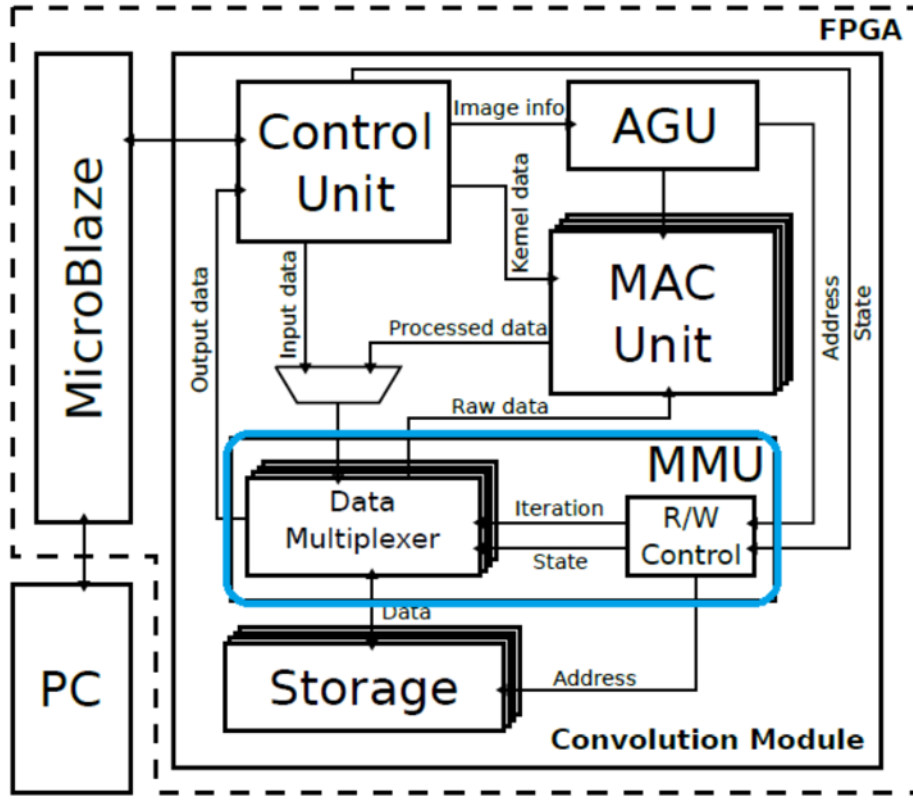 FPGA
MicroBlaze
Control
Unit
Image info
AGU
Kernel data
MAC
Unit
Address
State
Output data
Input data
Processed data
Raw data
MMU
Data
Multiplexer
Iteration
State
R/W
Control
Data
Storage
Address
PC
Convolution Module